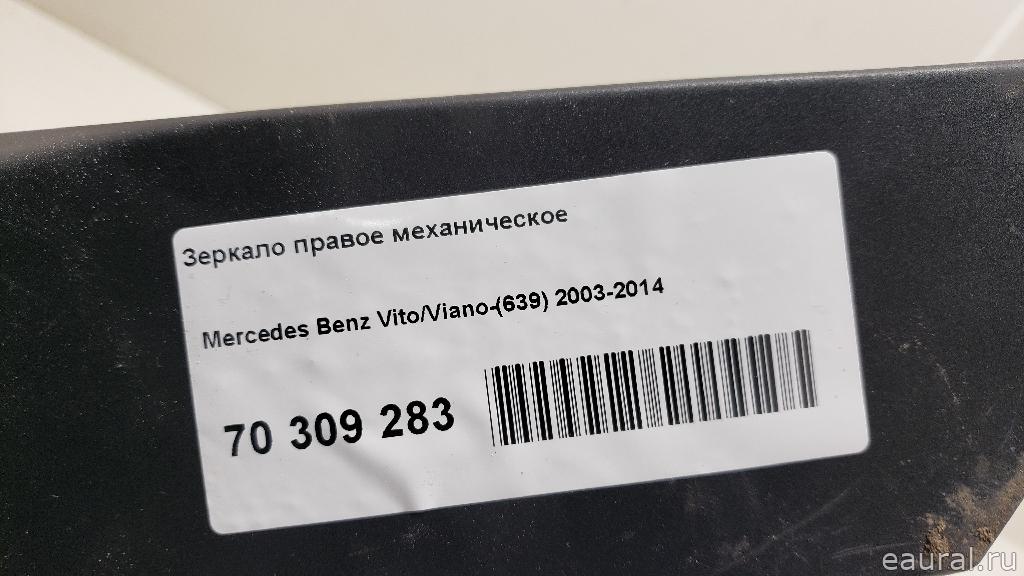 Зеркало правое механическое
Mercedes Benz Vito/Viano-(639) 2003-2014
70 309 283
eaural.ru